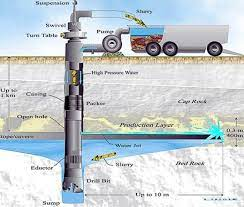 Suspension
Slurry
Swivel
Turn Table
Pump
High Pressure Water
Up to
1 km
Casing
Packer
Cap Rock
Open hole
Production Layer
0.3 m
400m
Water Jet
Bed Rock
Slurry
Eductor
Drill Bit
Up to 10 m
Sump